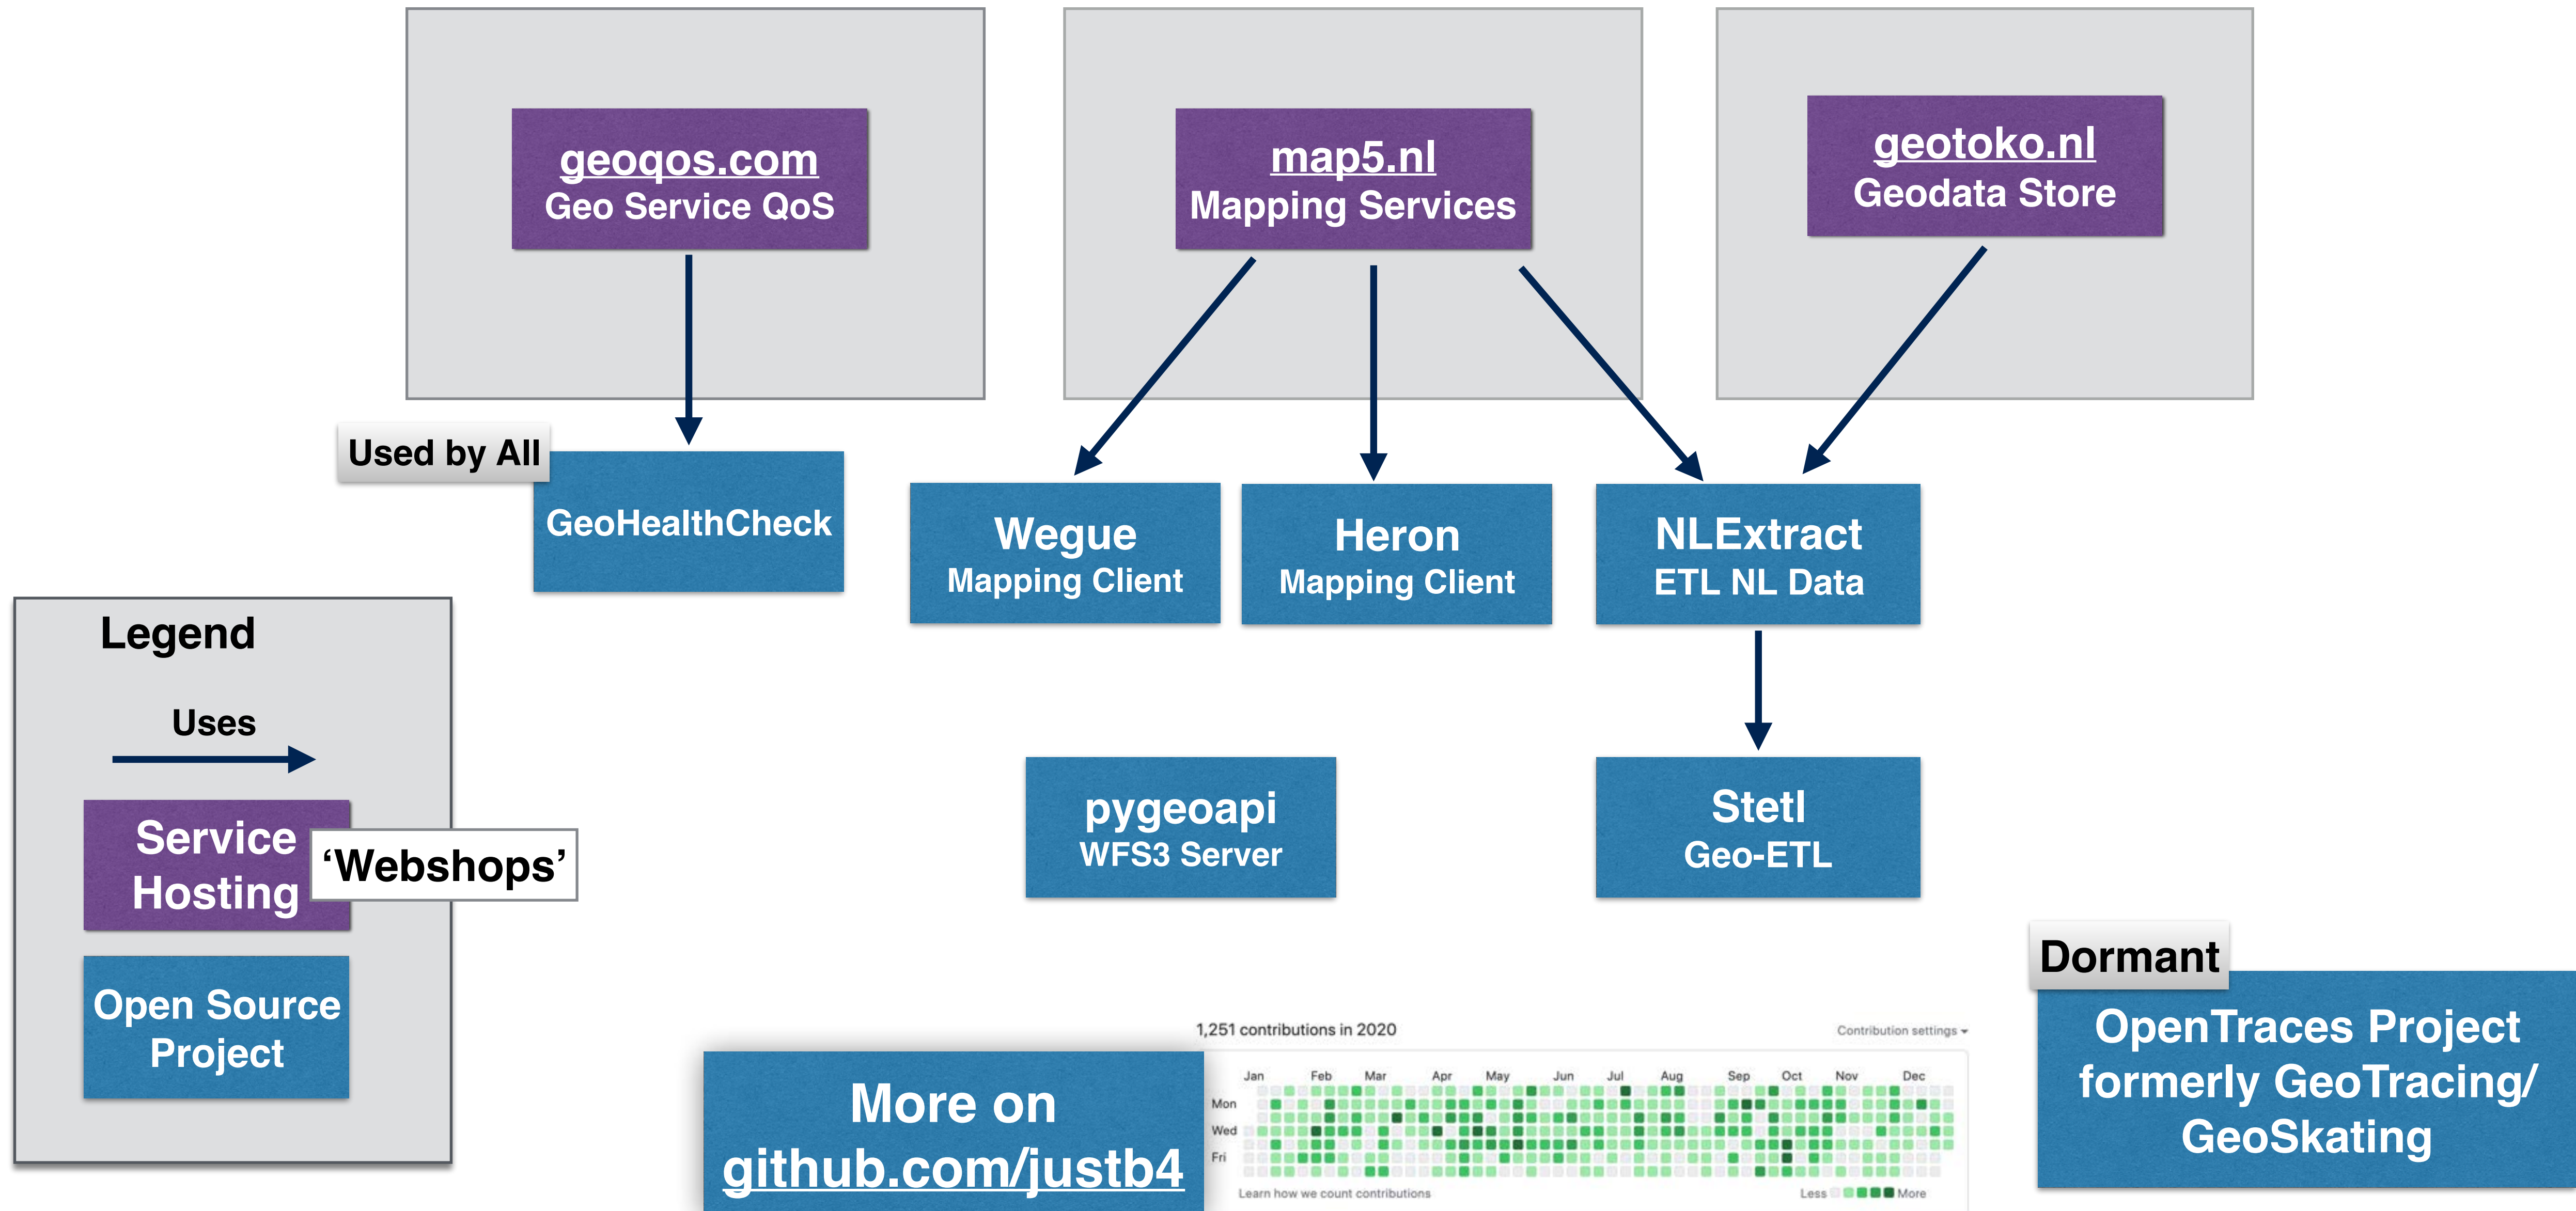 geoqos.com
Geo Service QoS
map5.nl
Mapping Services
geotoko.nl
Geodata Store
Used by All
GeoHealthCheck
Wegue
Mapping Client
Heron
Mapping Client
NLExtract
ETL NL Data
Legend
Uses
Service
Hosting
‘Webshops’
Open Source
Project
pygeoapi
WFS3 Server
Stetl
Geo-ETL
Dormant
OpenTraces Project
formerly GeoTracing/
GeoSkating
More on
github.com/justb4
1,251 contributions in 2020
Contribution settings
Jan Feb Mar Apr May Jun Jul Aug Sep Oct Nov Dec
Mon
Wed
Fri
Learn how we count contributions
Less More